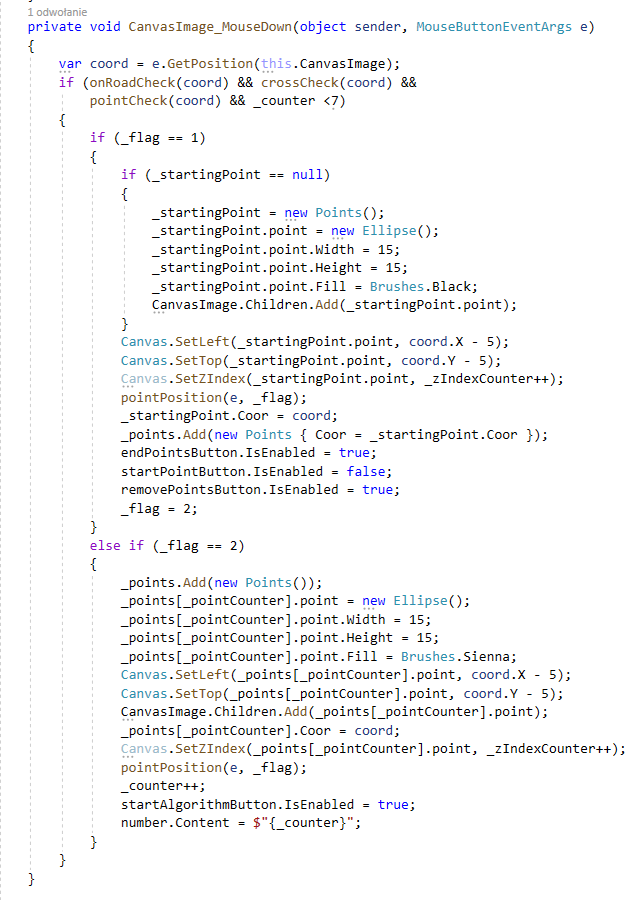 1 odwołanie
private void CanvasImage_MouseDown(object sender, MouseButtonEventArgs e)
{
    var coord = e.GetPosition(this.CanvasImage);
    if (onRoadCheck(coord) && crossCheck(coord) &&
        pointCheck(coord) && _counter <7)
    {
        if (_flag == 1)
        {
            if (_startingPoint == null)
            {
                _startingPoint = new Points();
                _startingPoint.point = new Ellipse();
                _startingPoint.point.Width = 15;
                _startingPoint.point.Height = 15;
                _startingPoint.point.Fill = Brushes.Black;
                CanvasImage.Children.Add(_startingPoint.point);
            }
            Canvas.SetLeft(_startingPoint.point, coord.X - 5);
            Canvas.SetTop(_startingPoint.point, coord.Y - 5);
            Canvas.SetZIndex(_startingPoint.point, _zIndexCounter++);
            pointPosition(e, _flag);
            _startingPoint.Coor = coord;
            _points.Add(new Points { Coor = _startingPoint.Coor });
            endPointsButton.IsEnabled = true;
            startPointButton.IsEnabled = false;
            removePointsButton.IsEnabled = true;
            _flag = 2;
        }
        else if (_flag == 2)
        {
            _points.Add(new Points());
            _points[_pointCounter].point = new Ellipse();
            _points[_pointCounter].point.Width = 15;
            _points[_pointCounter].point.Height = 15;
            _points[_pointCounter].point.Fill = Brushes.Sienna;
            Canvas.SetLeft(_points[_pointCounter].point, coord.X - 5);
            Canvas.SetTop(_points[_pointCounter].point, coord.Y - 5);
            CanvasImage.Children.Add(_points[_pointCounter].point);
            _points[_pointCounter].Coor = coord;
            Canvas.SetZIndex(_points[_pointCounter].point, _zIndexCounter++);
            pointPosition(e, _flag);
            _counter++;
            startAlgorithmButton.IsEnabled = true;
            number.Content = $"{_counter}";
        }
    }
}